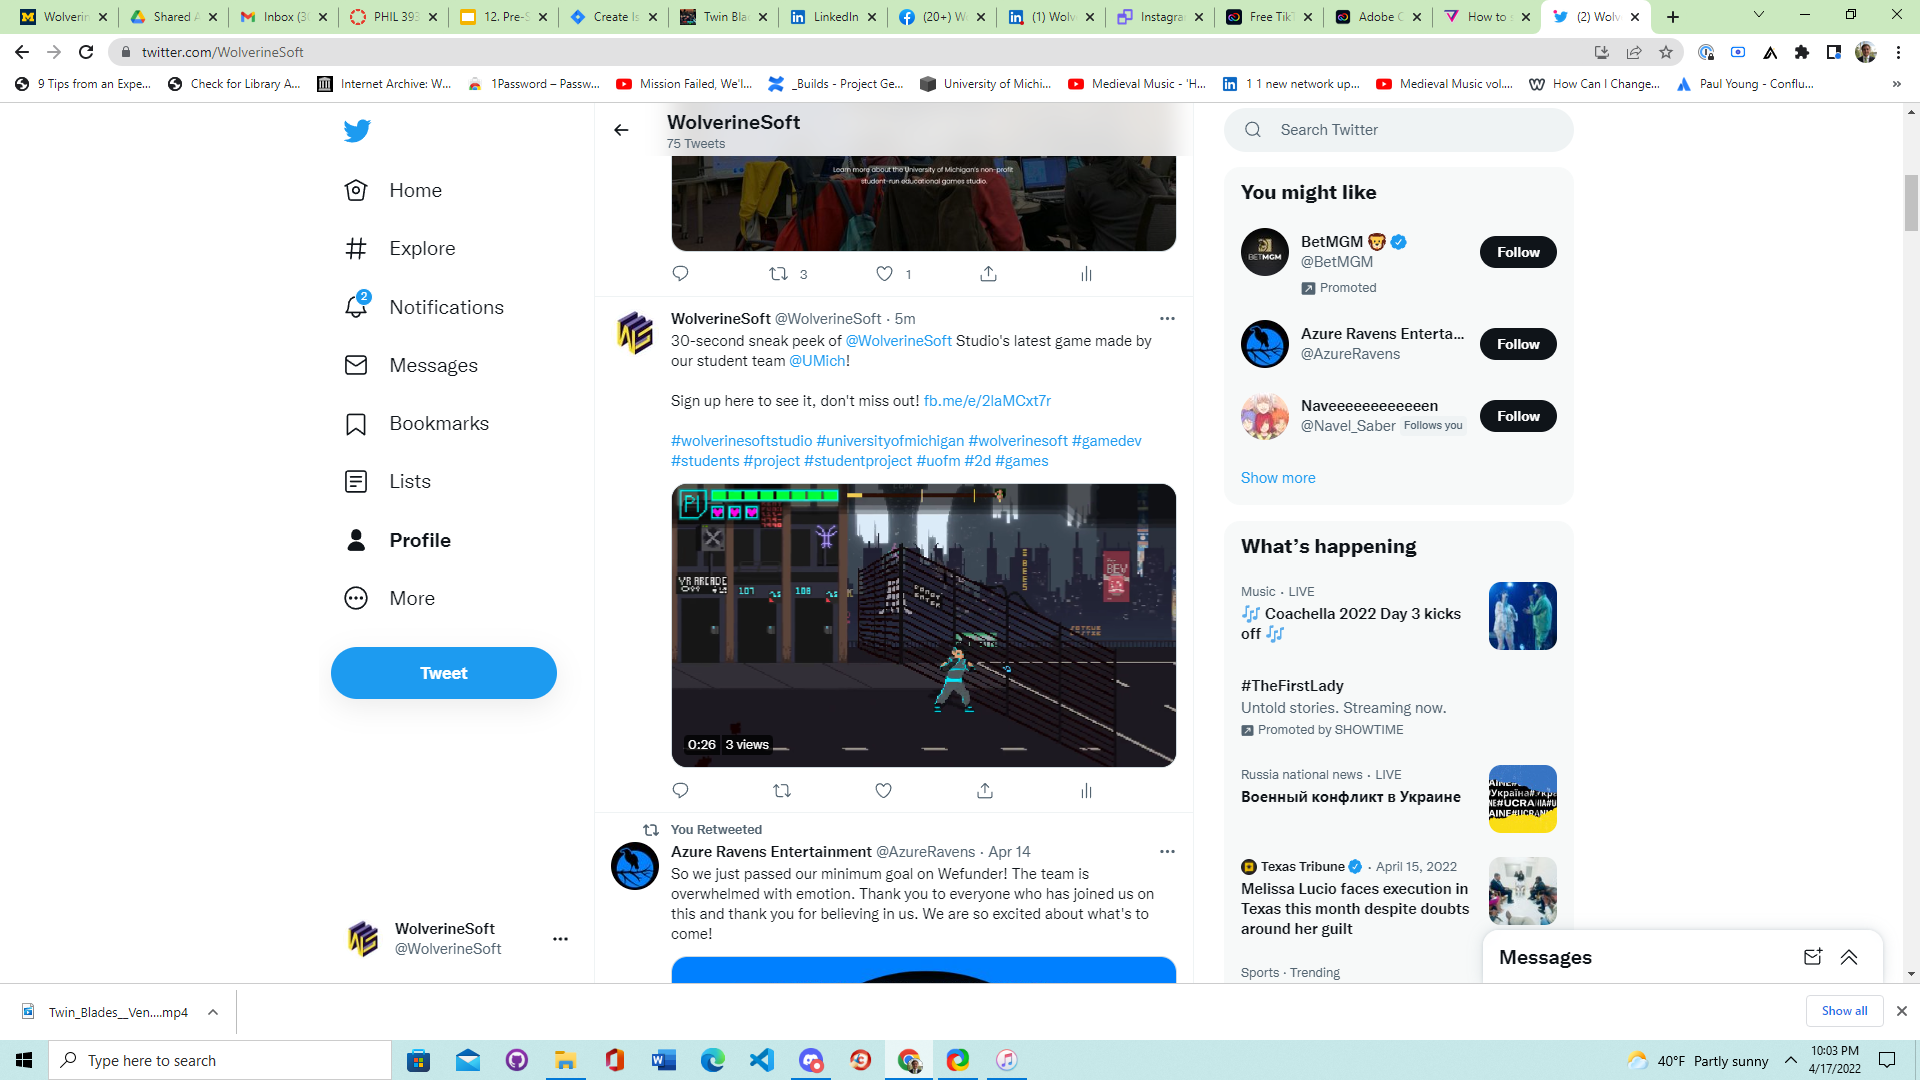 Wolverin
Shared A
Inbox (3
PHIL 393
12. Pre-S
Create Is
Twin Bla
LinkedIn
(20+) W
(1) Wolv
Instagra
Free TikT
Adobe C
How to s
(2) Wolv
twitter.com/WolverineSoft
9 Tips from an Expe...
Check for Library A...
Internet Archive: W...
1Password – Passw...
Mission Failed, We'l...
_Builds - Project Ge...
University of Michi...
Medieval Music - 'H...
1 1 new network up...
Medieval Music vol....
How Can I Change...
Paul Young - Conflu...
»
Home
Explore
2
Notifications
Messages
Bookmarks
Lists
Profile
More
Tweet
WolverineSoft
@WolverineSoft
WolverineSoft
75 Tweets
Learn more about the University of Michigan's non-profit
student-run educational games studio.
3
1
WolverineSoft @WolverineSoft · 5m
30-second sneak peek of @WolverineSoft Studio's latest game made by
our student team @UMich!
Sign up here to see it, don't miss out! fb.me/e/2laMCxt7r
#wolverinesoftstudio #universityofmichigan #wolverinesoft #gamedev
#students #project #studentproject #uofm #2d #games
P1
VR ARCADE
107
108
BEV
0:26
3 views
You Retweeted
Azure Ravens Entertainment @AzureRavens · Apr 14
So we just passed our minimum goal on Wefunder! The team is
overwhelmed with emotion. Thank you to everyone who has joined us on
this and thank you for believing in us. We are so excited about what's to
come!
Search Twitter
You might like
BETMGM
BetMGM
@BetMGM
Promoted
Follow
Azure Ravens Enterta...
@AzureRavens
Follow
Naveeeeeeeeeeeen
@Navel_Saber Follows you
Follow
Show more
What's happening
Music · LIVE
Coachella 2022 Day 3 kicks
off
#TheFirstLady
Untold stories. Streaming now.
Promoted by SHOWTIME
Russia national news · LIVE
Военный конфликт в Украине
Texas Tribune · April 15, 2022
Melissa Lucio faces execution in
Texas this month despite doubts
around her guilt
Sports · Trending
Messages
Twin_Blades__Ven....mp4
Show all
Type here to search
40°F Partly sunny
10:03 PM
4/17/2022